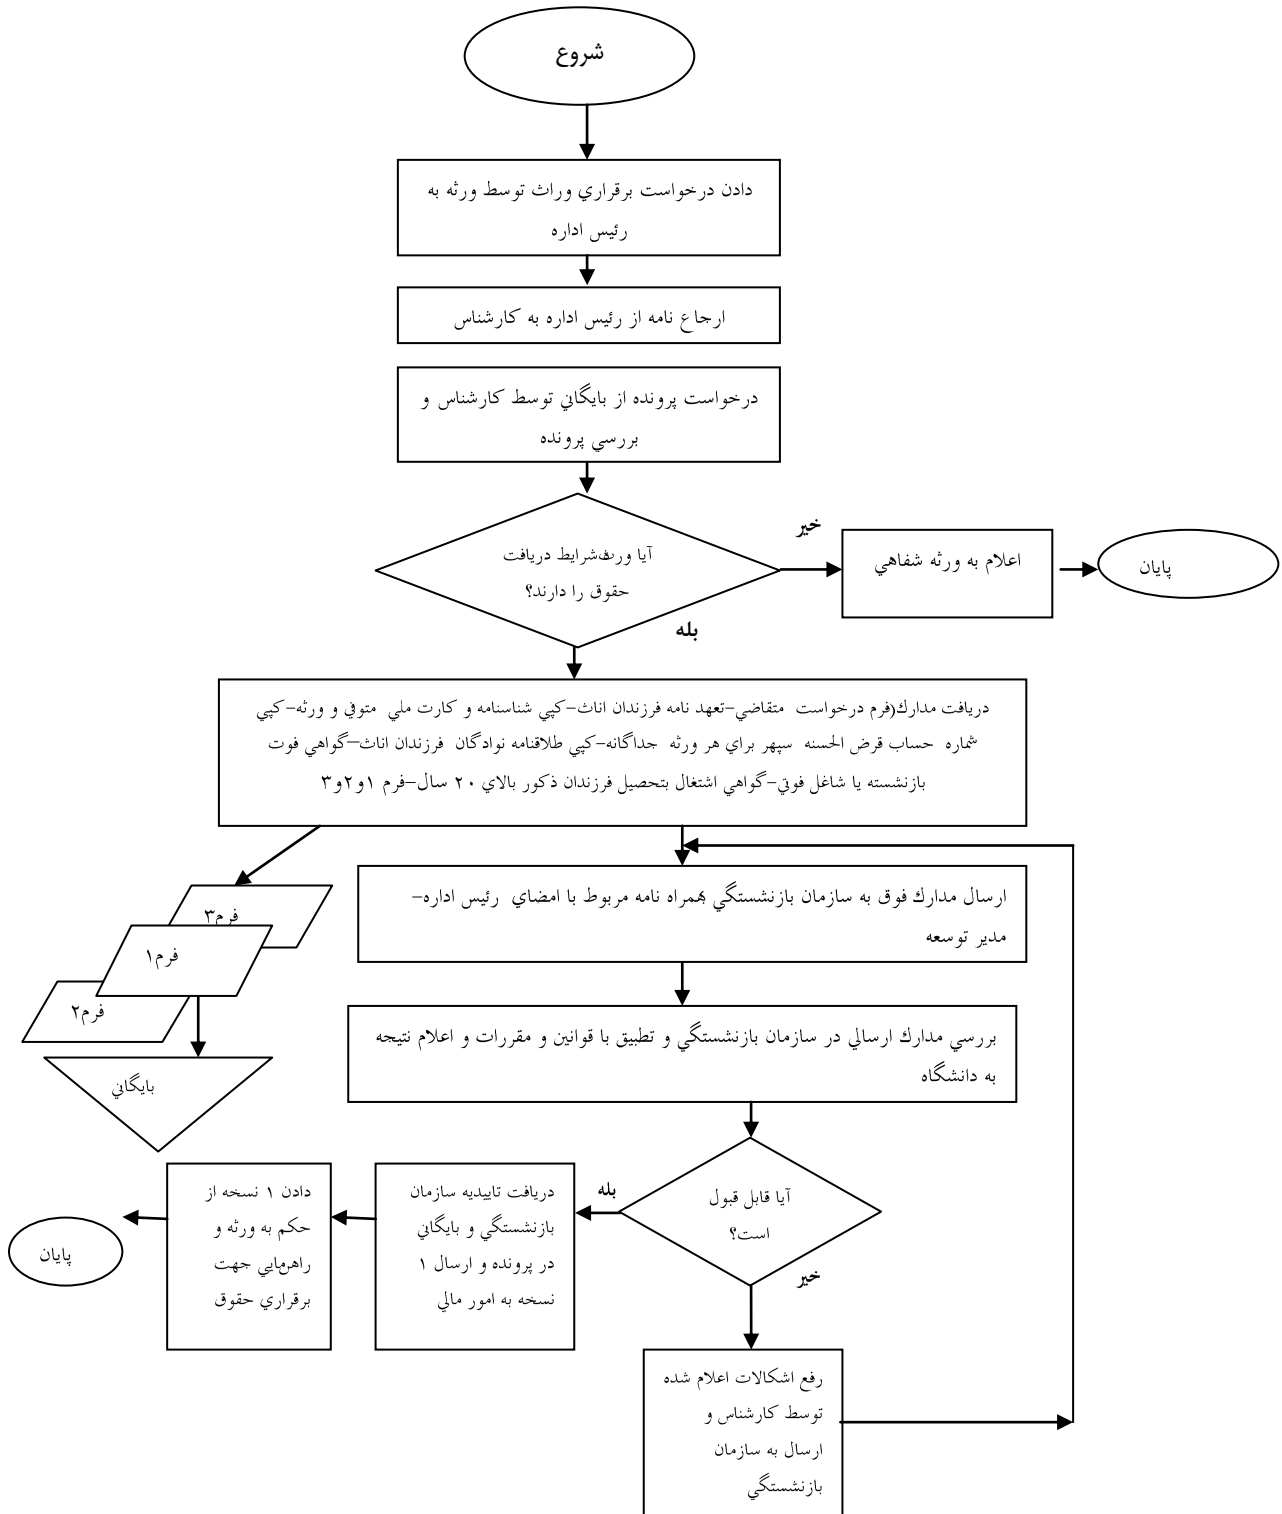 شروع
دادن درخواست برقراري وراث توسط ورثه به
رئيس اداره
ارجاع نامه از رئيس اداره به كارشناس
درخواست پرونده از بايگاني توسط كارشناس و
بررسي پرونده
آيا ورثه شرايط دريافت
حقوق را دارند؟
خير
اعلام به ورثه شفاهي
پايان
بله
دريافت مدارك(فرم درخواست متقاضي-تعهد نامه فرزندان اناث-كپي شناسنامه و كارت ملي متوفي و ورثه-كپي
شماره حساب قرض الحسنه سپهر براي هر ورثه جداگانه-كپي طلاقنامه نوادگان فرزندان اناث–گواهي فوت
بازنشسته يا شاغل فوتي-گواهي اشتغال بتحصيل فرزندان ذكور بالاي ۲۰ سال-فرم ۱و۲و۳
ارسال مدارك فوق به سازمان بازنشستگي همراه نامه مربوط با امضاي رئيس اداره-
مدير توسعه
فرم۳
فرم۱
فرم۲
بايگاني
بررسي مدارك ارسالي در سازمان بازنشستگي و تطبيق با قوانين و مقررات و اعلام نتيجه
به دانشگاه
آيا قابل قبول
است؟
بله
دريافت تاييديه سازمان
بازنشستگي و بايگاني
در پرونده و ارسال ۱
نسخه به امور مالي
دادن ۱ نسخه از
حكم به ورثه و
راهنمايي جهت
برقراري حقوق
پايان
خير
رفع اشكالات اعلام شده
توسط كارشناس و
ارسال به سازمان
بازنشستگي